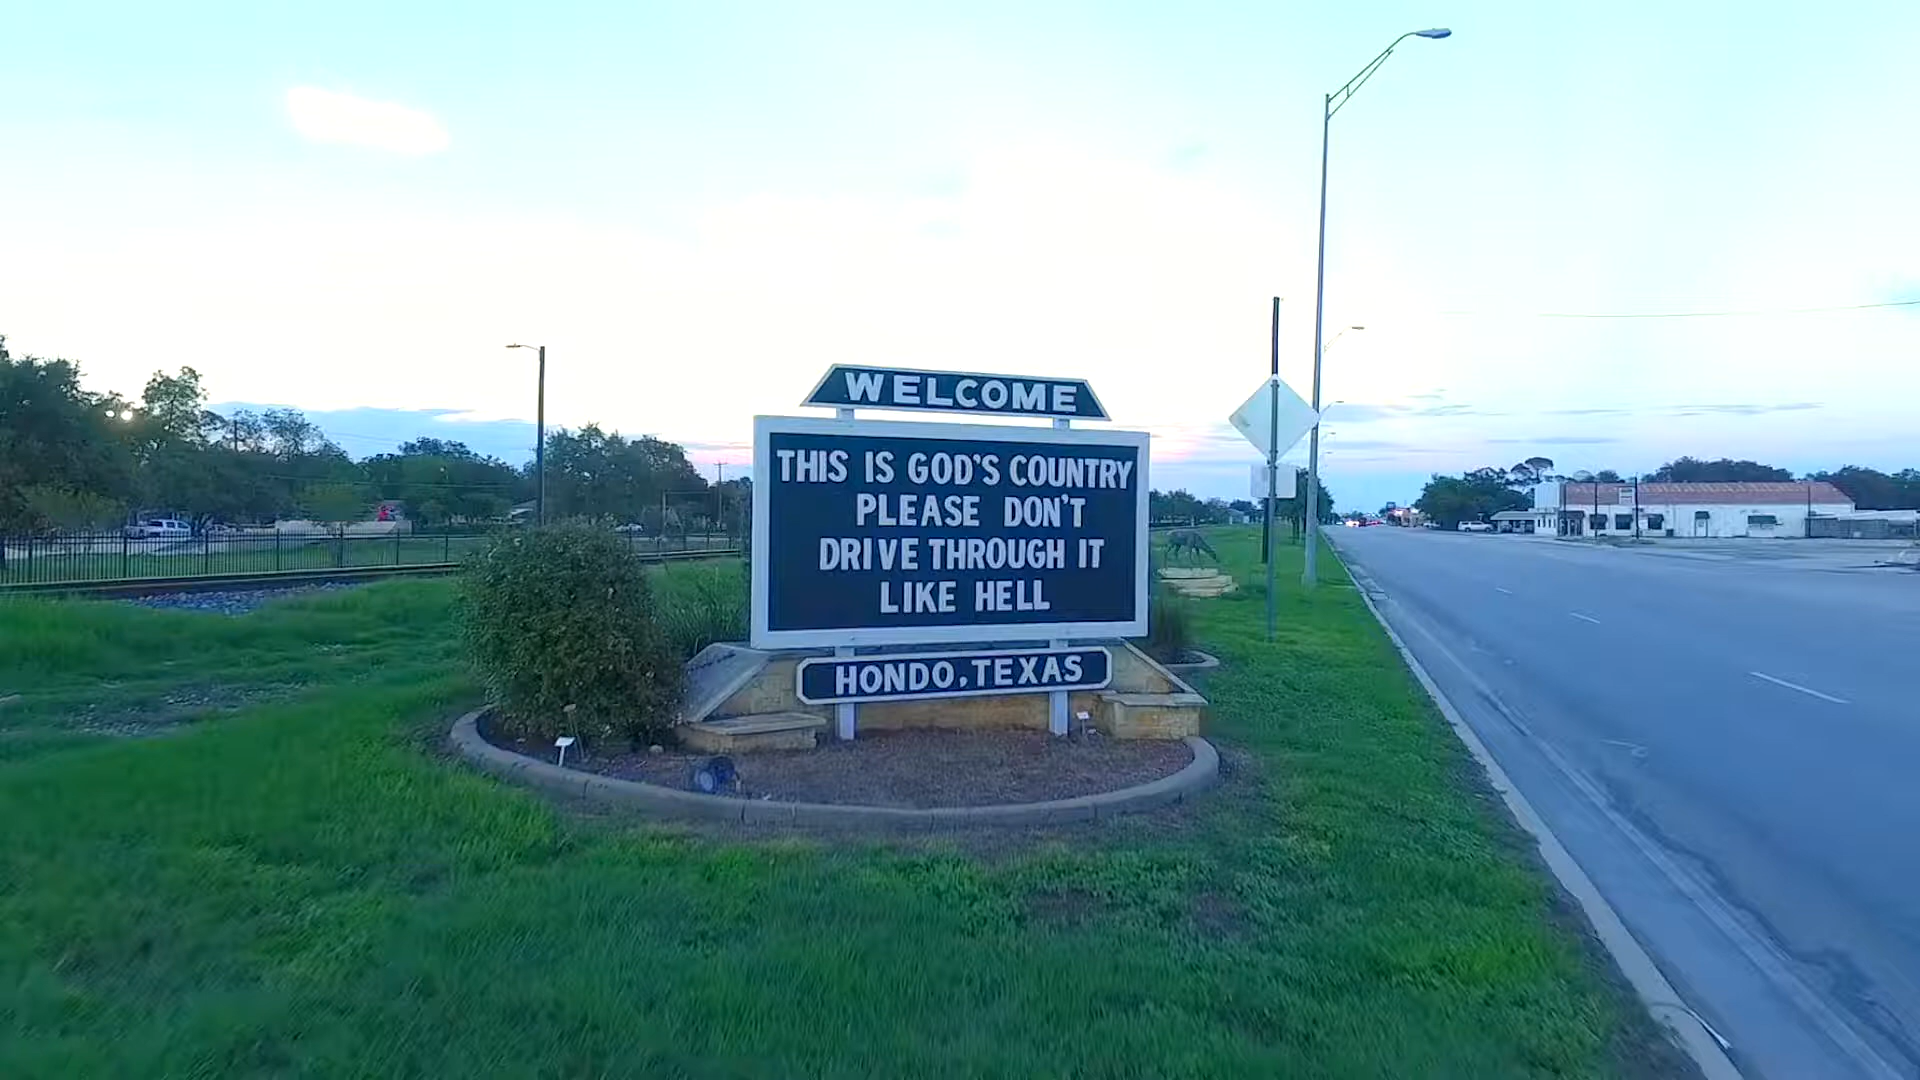 WELCOME
THIS IS GOD'S COUNTRY
PLEASE DON'T
DRIVE THROUGH IT
LIKE HELL
HONDO, TEXAS